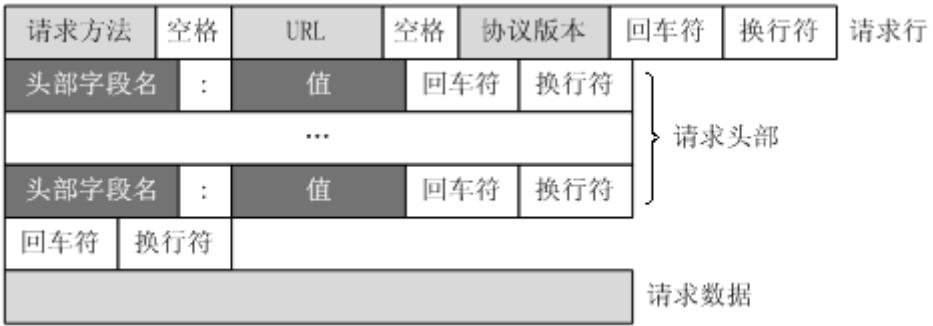 请求方法 空格 URL 空格 协议版本 回车符 换行符 请求行
头部字段名 : 值 回车符 换行符
... 请求头部
头部字段名 : 值 回车符 换行符
回车符 换行符
请求数据